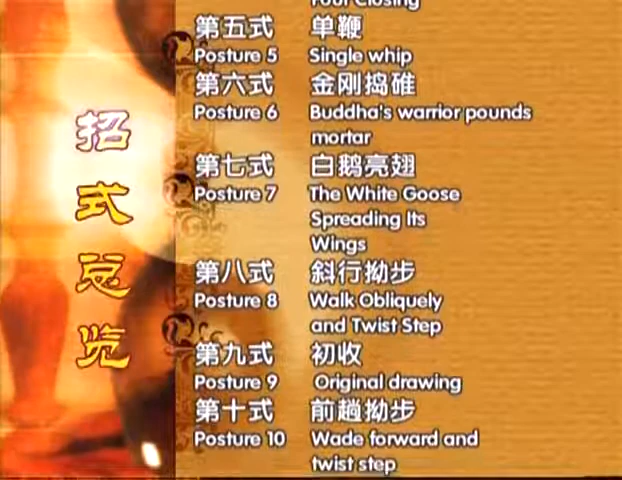 Four Closing
第五式 单鞭
Posture 5 Single whip
第六式 金刚捣碓
Posture 6 Buddha's warrior pounds
mortar
第七式 白鹅亮翅
Posture 7 The White Goose
Spreading Its
Wings
第八式 斜行拗步
Posture 8 Walk Obliquely
and Twist Step
第九式 初收
Posture 9 Original drawing
第十式 前趟拗步
Posture 10 Wade forward and
twist step
招
式
总
览